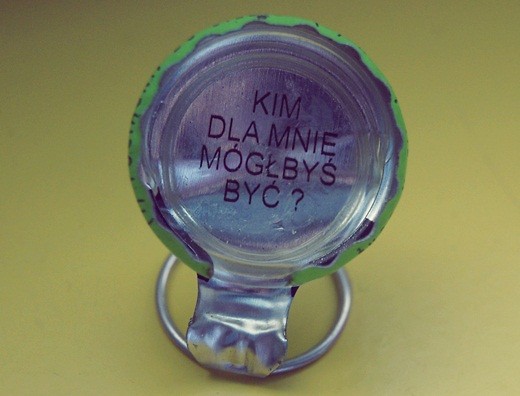 KIM
DLA MNIE
MÓGŁBYŚ
BYĆ ?